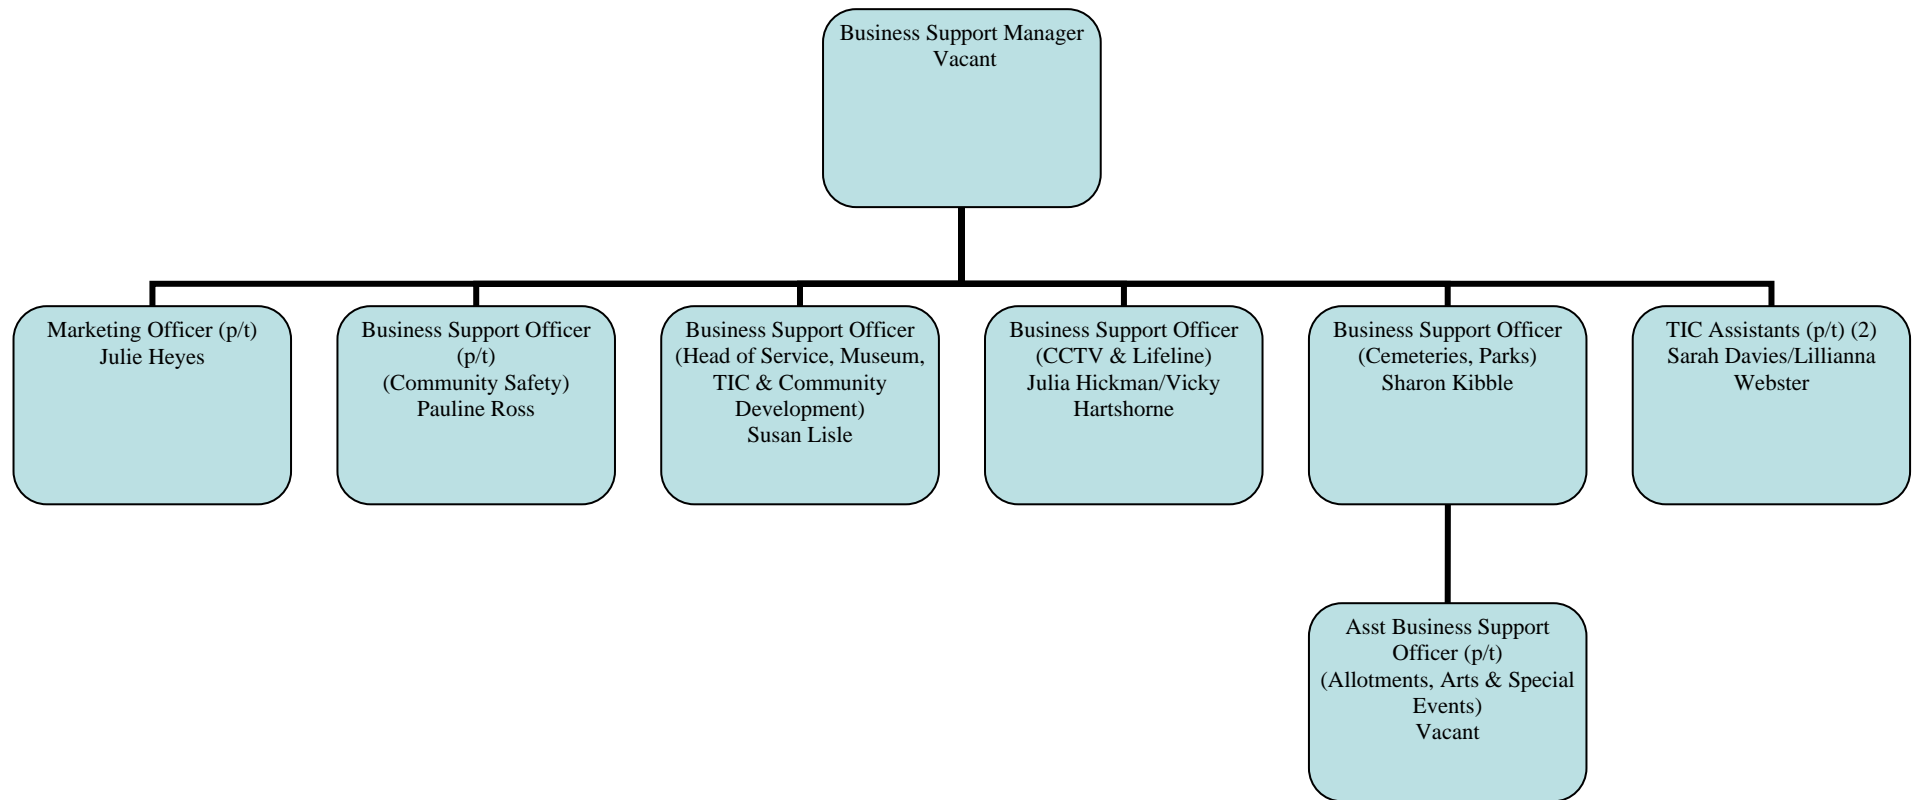 Business Support Manager
Vacant
Marketing Officer (p/t)
Julie Heyes
Business Support Officer
(p/t)
(Community Safety)
Pauline Ross
Business Support Officer
(Head of Service, Museum,
TIC & Community
Development)
Susan Lisle
Business Support Officer
(CCTV & Lifeline)
Julia Hickman/Vicky
Hartshorne
Business Support Officer
(Cemeteries, Parks)
Sharon Kibble
TIC Assistants (p/t) (2)
Sarah Davies/Lillianna
Webster
Asst Business Support
Officer (p/t)
(Allotments, Arts & Special
Events)
Vacant